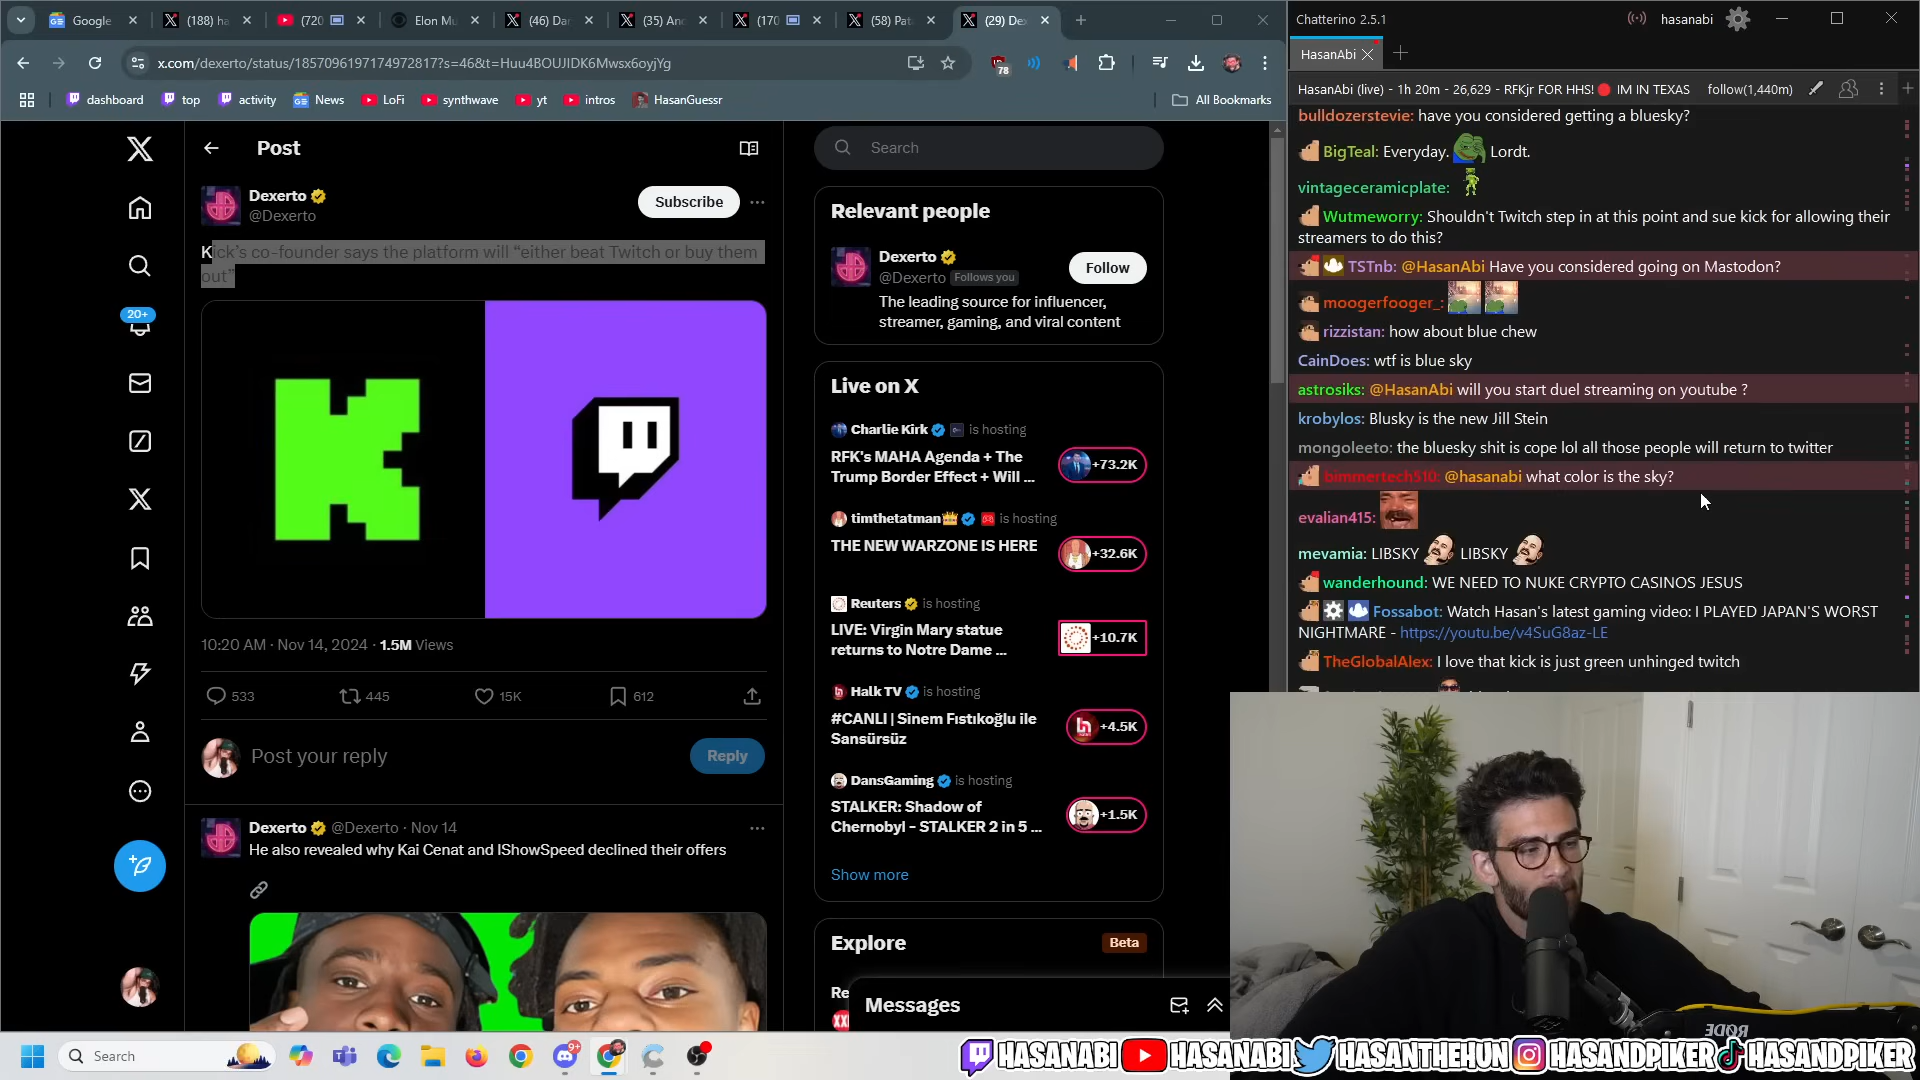 Google
(188) ha
(720
Elon Mu
(46) Dan
(35) An
(170
(58) Pat
(29) De
x.com/dexerto/status/1857096197174972817?s=46&t=Huu4BOUJIDK6Mwsx6oyjYg
78
dashboard
top
activity
News
LoFi
synthwave
yt
intros
HasanGuessr
All Bookmarks
Post
Dexerto
@Dexerto
Subscribe
Kick's co-founder says the platform will “either beat Twitch or buy them
out”
10:20 AM · Nov 14, 2024 · 1.5M Views
533
445
15K
612
Post your reply
Reply
Dexerto @Dexerto · Nov 14
He also revealed why Kai Cenat and IShowSpeed declined their offers
20+
Search
Relevant people
Dexerto
@Dexerto Follows you
Follow
The leading source for influencer,
streamer, gaming, and viral content
Live on X
Charlie Kirk is hosting
RFK's MAHA Agenda + The
Trump Border Effect + Will ...
+73.2K
timthetatman is hosting
THE NEW WARZONE IS HERE
+32.6K
Reuters is hosting
LIVE: Virgin Mary statue
returns to Notre Dame ...
+10.7K
Halk TV is hosting
#CANLI | Sinem Fıstıkoğlu ile
Sansürsüz
+4.5K
DansGaming is hosting
STALKER: Shadow of
Chernobyl - STALKER 2 in 5 ...
+1.5K
Show more
Explore
Beta
Re
Messages
Chatterino 2.5.1
hasanabi
HasanAbi
HasanAbi (live) - 1h 20m - 26,629 - RFKjr FOR HHS! IM IN TEXAS
follow(1,440m)
bulldozerstevie: have you considered getting a bluesky?
BigTeal: Everyday. Lordt.
vintageceramicplate:
Wutmeworry: Shouldn't Twitch step in at this point and sue kick for allowing their
streamers to do this?
TSTnb: @HasanAbi Have you considered going on Mastodon?
moogerfooger_:
rizzistan: how about blue chew
CainDoes: wtf is blue sky
astrosiks: @HasanAbi will you start duel streaming on youtube ?
krobylos: Blusky is the new Jill Stein
mongoleeto: the bluesky shit is cope lol all those people will return to twitter
bimmertech510: @hasanabi what color is the sky?
evalian415:
mevamia: LIBSKY LIBSKY
wanderhound: WE NEED TO NUKE CRYPTO CASINOS JESUS
Fossabot: Watch Hasan's latest gaming video: I PLAYED JAPAN'S WORST
NIGHTMARE - https://youtu.be/v4SuG8az-LE
TheGlobalAlex: I love that kick is just green unhinged twitch
RØDE
Search
9+
HASANABI HASANABI HASANTHEHUN HASANDPIKER HASANDPIKER